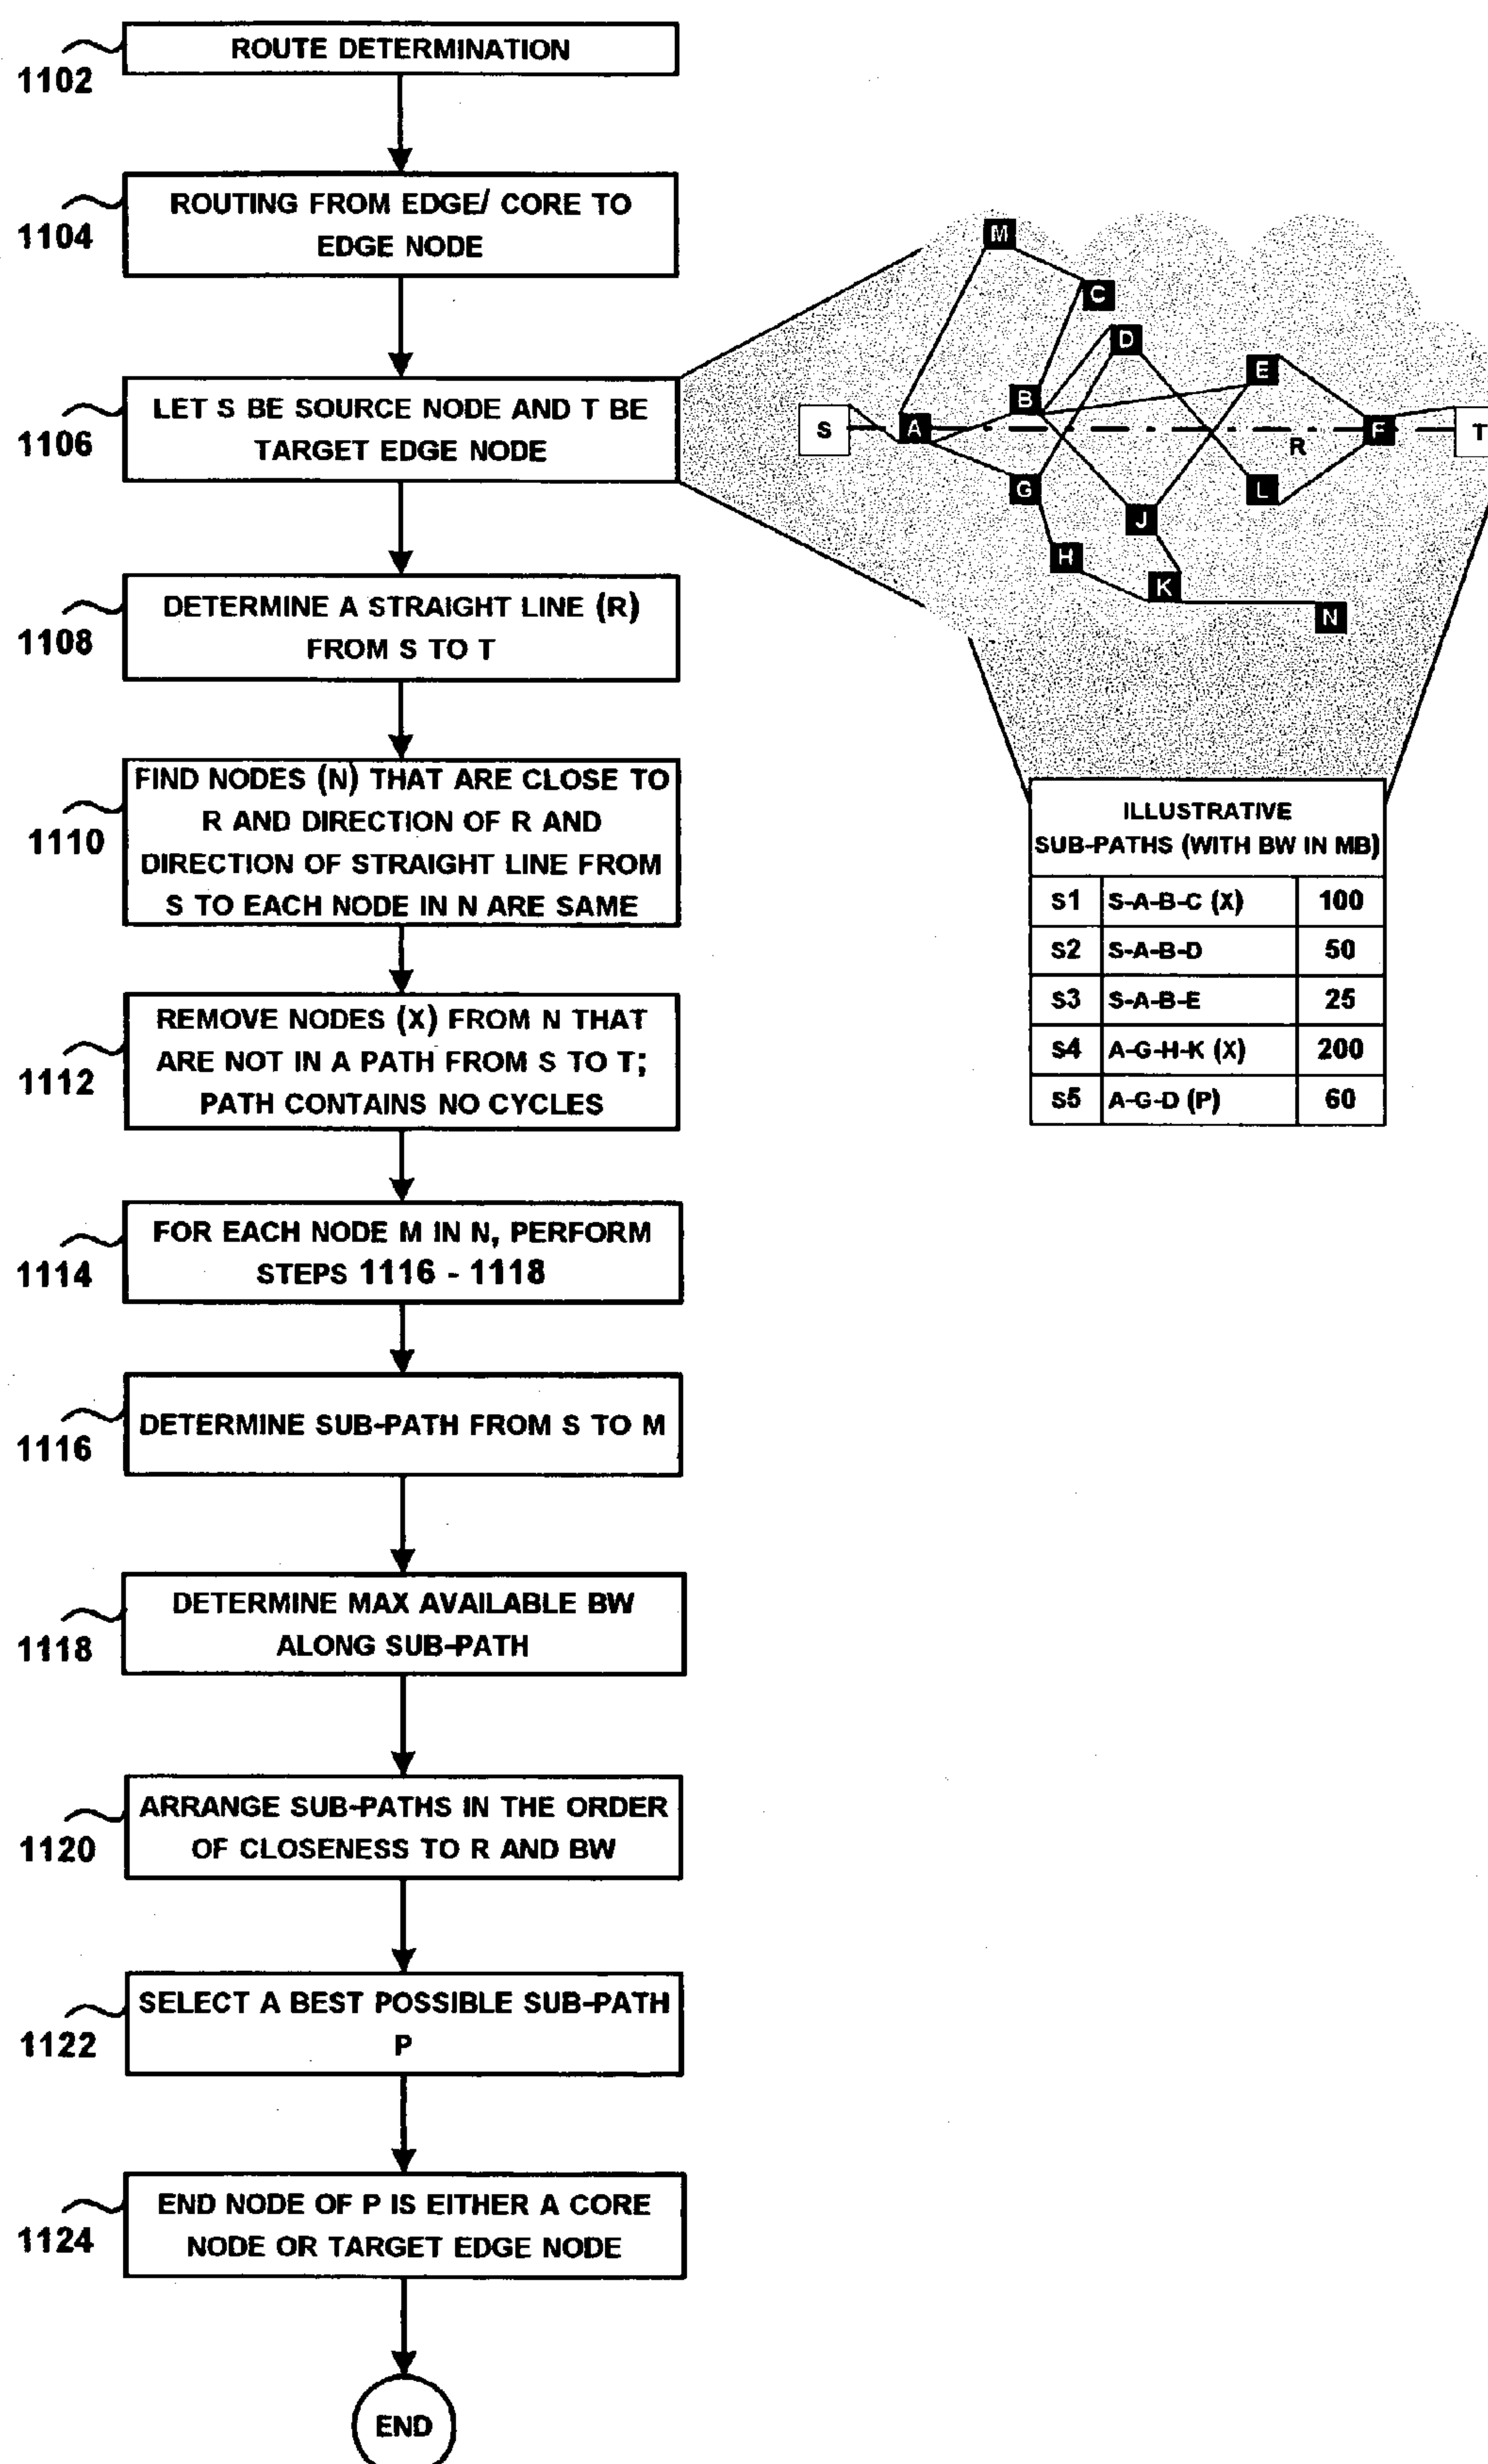 ROUTE DETERMINATION
1102
ROUTING FROM EDGE/ CORE TO
EDGE NODE
1104
LET S BE SOURCE NODE AND T BE
TARGET EDGE NODE
1106
DETERMINE A STRAIGHT LINE (R)
FROM S TO T
1108
FIND NODES (N) THAT ARE CLOSE TO
R AND DIRECTION OF R AND
DIRECTION OF STRAIGHT LINE FROM
S TO EACH NODE IN N ARE SAME
1110
REMOVE NODES (X) FROM N THAT
ARE NOT IN A PATH FROM S TO T;
PATH CONTAINS NO CYCLES
1112
FOR EACH NODE M IN N, PERFORM
STEPS 1116 - 1118
1114
DETERMINE SUB-PATH FROM S TO M
1116
DETERMINE MAX AVAILABLE BW
ALONG SUB-PATH
1118
ARRANGE SUB-PATHS IN THE ORDER
OF CLOSENESS TO R AND BW
1120
SELECT A BEST POSSIBLE SUB-PATH
P
1122
END NODE OF P IS EITHER A CORE
NODE OR TARGET EDGE NODE
1124
END
M
C
D
E
B
S
A
F
T
R
G
L
J
H
K
N
ILLUSTRATIVE
SUB-PATHS (WITH BW IN MB)
S1 S-A-B-C (X) 100
S2 S-A-B-D 50
S3 S-A-B-E 25
S4 A-G-H-K (X) 200
S5 A-G-D (P) 60